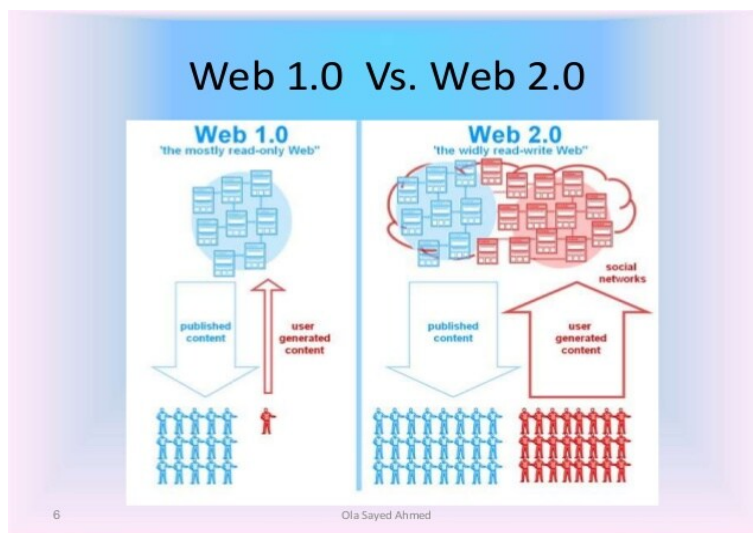 Web 1.0 Vs. Web 2.0
Web 1.0
"the mostly read-only Web"
published
content
user
generated
content
Web 2.0
"the widly read-write Web"
social
networks
published
content
user
generated
content
6
Ola Sayed Ahmed